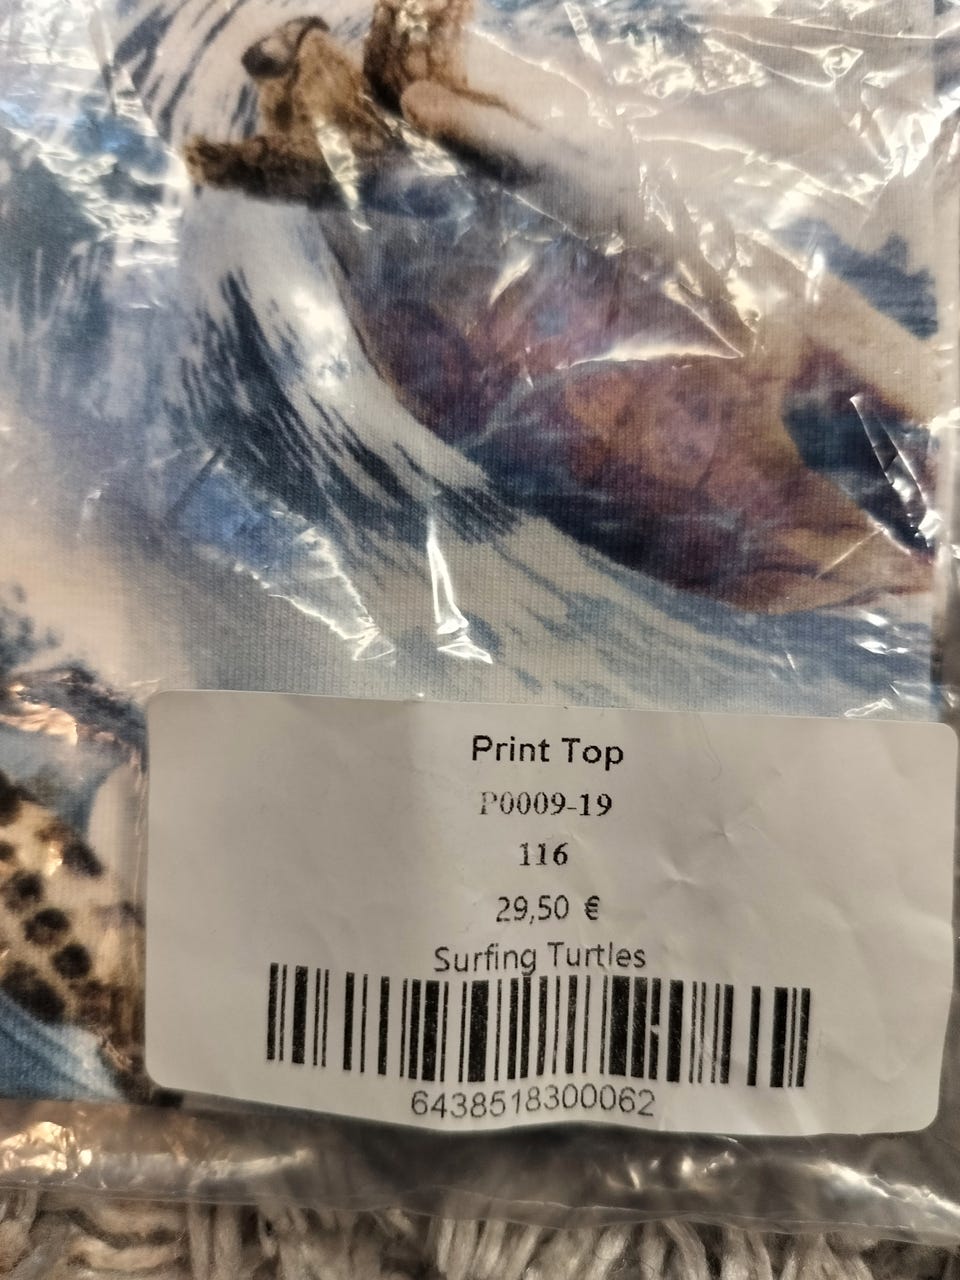 Print Top
P0009-19
116
29,50 €
Surfing Turtles
6438518300062